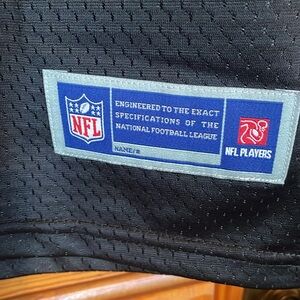 NFL
ENGINEERED TO THE EXACT
SPECIFICATIONS OF THE
NATIONAL FOOTBALL LEAGUE
NAME/#
NFL PLAYERS